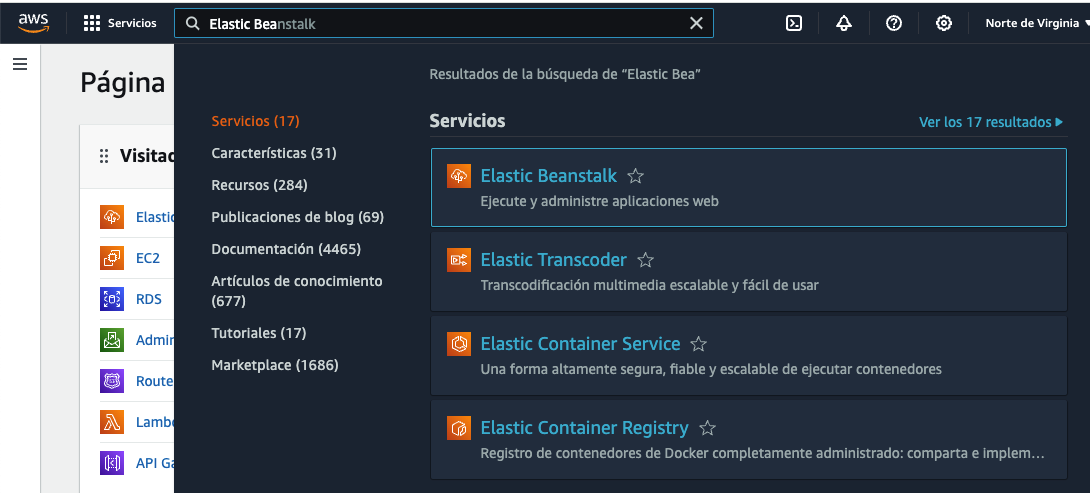 aws
Servicios
Elastic Beanstalk
Norte de Virginia
Resultados de la búsqueda de “Elastic Bea”
Servicios (17)
Características (31)
Recursos (284)
Publicaciones de blog (69)
Documentación (4465)
Artículos de conocimiento
(677)
Tutoriales (17)
Marketplace (1686)
Servicios
Ver los 17 resultados
Elastic Beanstalk
Ejecute y administre aplicaciones web
Elastic Transcoder
Transcodificación multimedia escalable y fácil de usar
Elastic Container Service
Una forma altamente segura, fiable y escalable de ejecutar contenedores
Elastic Container Registry
Registro de contenedores de Docker completamente administrado: comparta e implem...
Página
Visitad
Elastic
EC2
RDS
Admin
Route
Lambd
API Ga